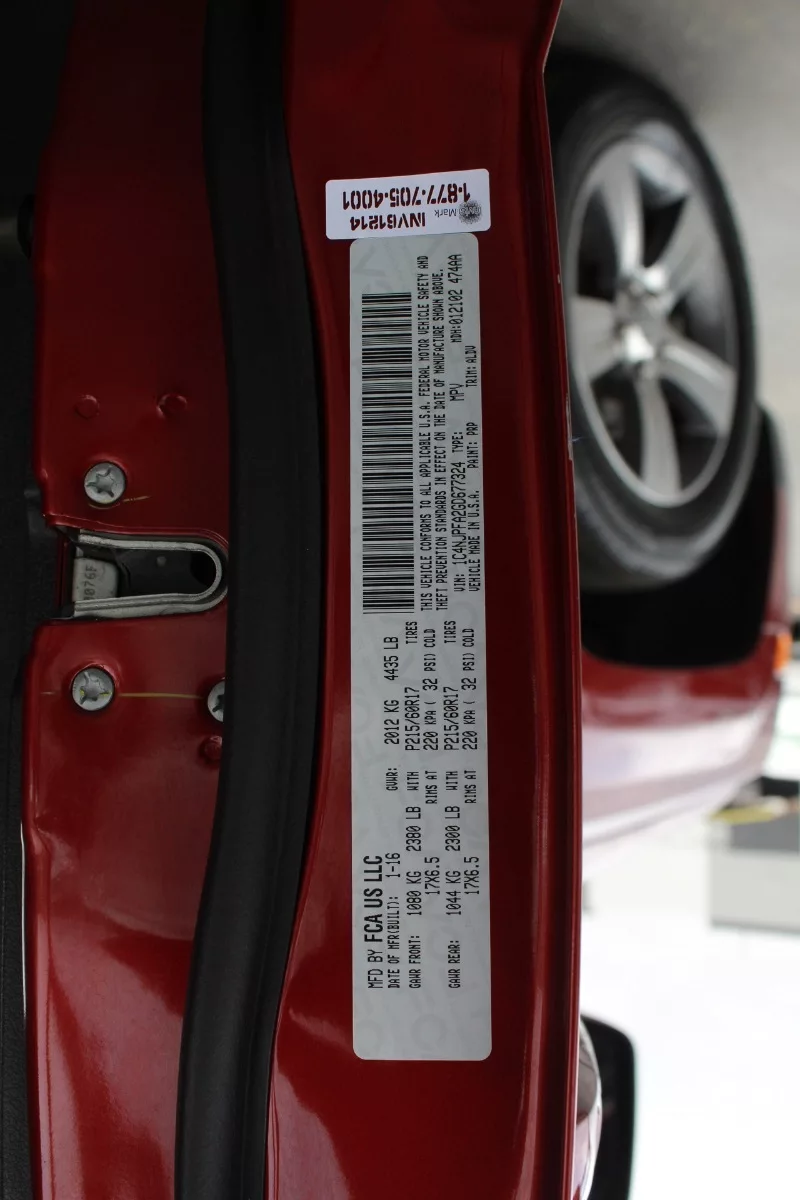 INV61214
1-877-705-4001
Mark
MFD BY FCA US LLC
DATE OF MFR(BUILT): 1-16 GVWR: 2012 KG 4435 LB
GAWR FRONT: 1080 KG 2380 LB WITH P215/60R17 TIRES
17X6.5 RIMS AT 220 KPA ( 32 PSI) COLD
GAWR REAR: 1044 KG 2300 LB WITH P215/60R17 TIRES
17X6.5 RIMS AT 220 KPA ( 32 PSI) COLD
THIS VEHICLE CONFORMS TO ALL APPLICABLE U.S.A. FEDERAL MOTOR VEHICLE SAFETY AND
THEFT PREVENTION STANDARDS IN EFFECT ON THE DATE OF MANUFACTURE SHOWN ABOVE.
VIN: 1C4NJPFA2GD677324 TYPE: MPV MDH:012102 474AA
VEHICLE MADE IN U.S.A. PAINT: PRP TRIM: ALDV